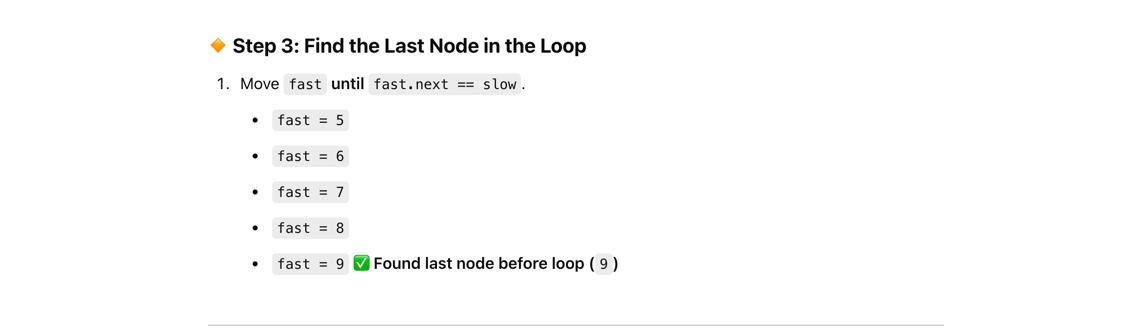 🔶 Step 3: Find the Last Node in the Loop
1. Move fast until fast.next == slow.
• fast = 5
• fast = 6
• fast = 7
• fast = 8
• fast = 9 ✅ Found last node before loop (9)